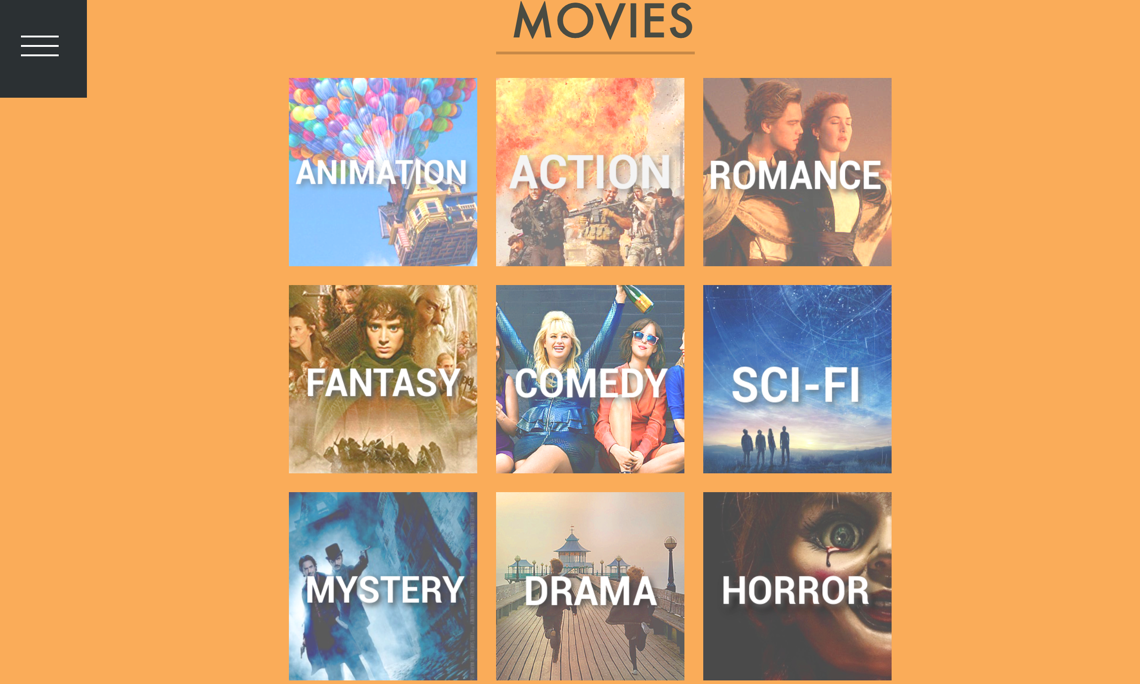 MOVIES
ANIMATION
ACTION
ROMANCE
FANTASY
COMEDY
SCI-FI
MYSTERY
DRAMA
HORROR